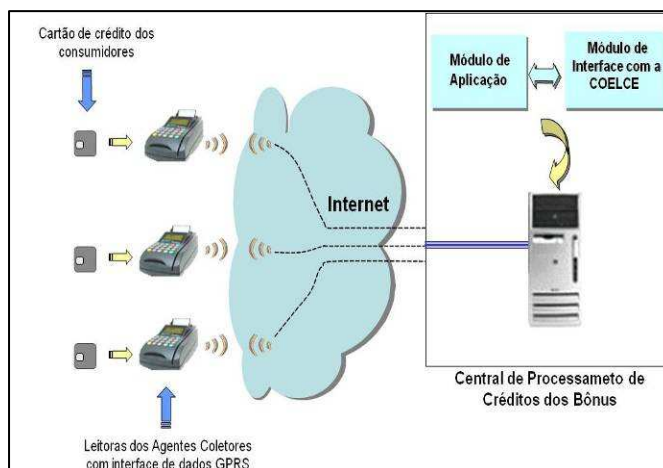 Cartão de crédito dos
consumidores
Módulo de
Aplicação
Módulo de
Interface com a
COELCE
Internet
Central de Processameto de
Créditos dos Bônus
Leitoras dos Agentes Coletores
com interface de dados GPRS